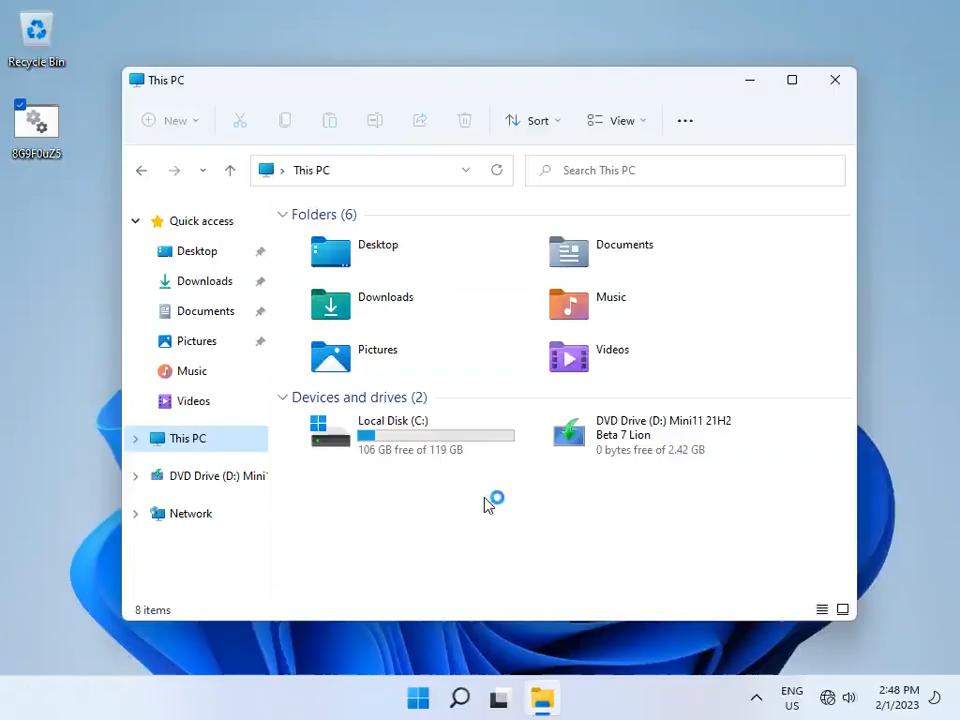 Recycle Bin
8G9F0uZ5
This PC
New
Sort
View
This PC
Search This PC
Quick access
Desktop
Downloads
Documents
Pictures
Music
Videos
This PC
DVD Drive (D:) Mini1
Network
Folders (6)
Desktop
Documents
Downloads
Music
Pictures
Videos
Devices and drives (2)
Local Disk (C:)
106 GB free of 119 GB
DVD Drive (D:) Mini11 21H2
Beta 7 Lion
0 bytes free of 2.42 GB
8 items
ENG
US
2:48 PM
2/1/2023